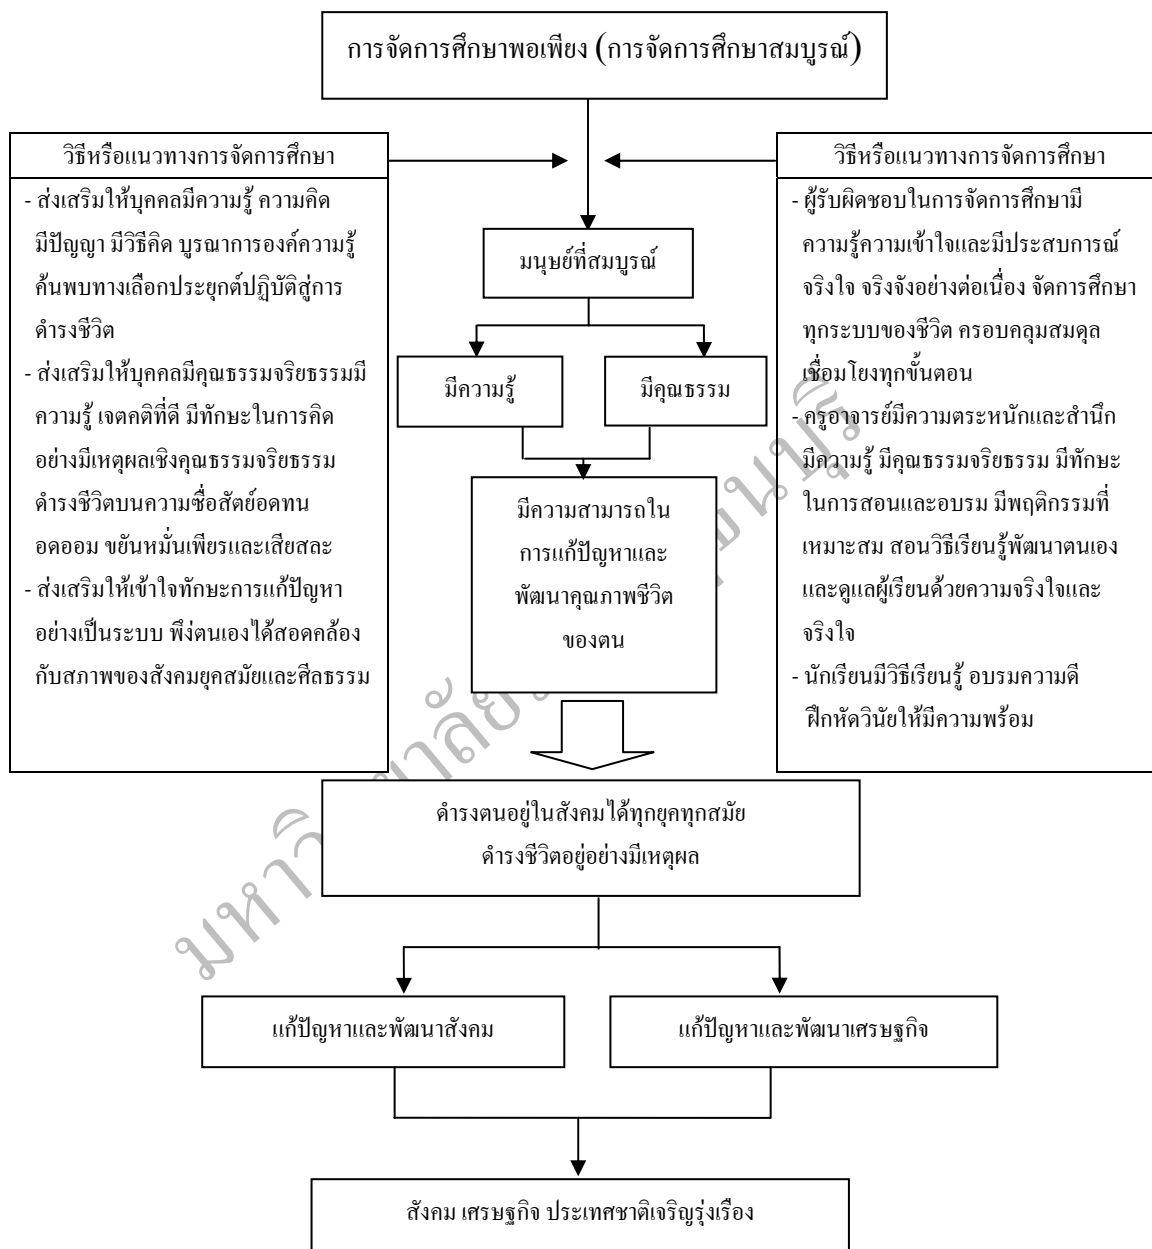 การจัดการศึกษาพอเพียง (การจัดการศึกษาสมบูรณ์)
วิธีหรือแนวทางการจัดการศึกษา
- ส่งเสริมให้บุคคลมีความรู้ ความคิด
มีปัญญา มีวิธีคิด บูรณาการองค์ความรู้
ค้นพบทางเลือกประยุกต์ปฏิบัติสู่การ
ดำรงชีวิต
- ส่งเสริมให้บุคคลมีคุณธรรมจริยธรรมมี
ความรู้ เจตคติที่ดี มีทักษะในการคิด
อย่างมีเหตุผลเชิงคุณธรรมจริยธรรม
ดำรงชีวิตบนความซื่อสัตย์อดทน
อดออม ขยันหมั่นเพียรและเสียสละ
- ส่งเสริมให้เข้าใจทักษะการแก้ปัญหา
อย่างเป็นระบบ พึ่งตนเองได้สอดคล้อง
กับสภาพของสังคมยุคสมัยและศีลธรรม
วิธีหรือแนวทางการจัดการศึกษา
- ผู้รับผิดชอบในการจัดการศึกษามี
ความรู้ความเข้าใจและมีประสบการณ์
จริงใจ จริงจังอย่างต่อเนื่อง จัดการศึกษา
ทุกระบบของชีวิต ครอบคลุมสมดุล
เชื่อมโยงทุกขั้นตอน
- ครูอาจารย์มีความตระหนักและสำนึก
มีความรู้ มีคุณธรรมจริยธรรม มีทักษะ
ในการสอนและอบรม มีพฤติกรรมที่
เหมาะสม สอนวิธีเรียนรู้พัฒนาตนเอง
และดูแลผู้เรียนด้วยความจริงใจและ
จริงใจ
- นักเรียนมีวิธีเรียนรู้ อบรมความดี
ฝึกหัดวินัยให้มีความพร้อม
มนุษย์ที่สมบูรณ์
มีความรู้
มีคุณธรรม
มีความสามารถใน
การแก้ปัญหาและ
พัฒนาคุณภาพชีวิต
ของตน
ดำรงตนอยู่ในสังคมได้ทุกยุคทุกสมัย
ดำรงชีวิตอยู่อย่างมีเหตุผล
แก้ปัญหาและพัฒนาสังคม
แก้ปัญหาและพัฒนาเศรษฐกิจ
สังคม เศรษฐกิจ ประเทศชาติเจริญรุ่งเรือง